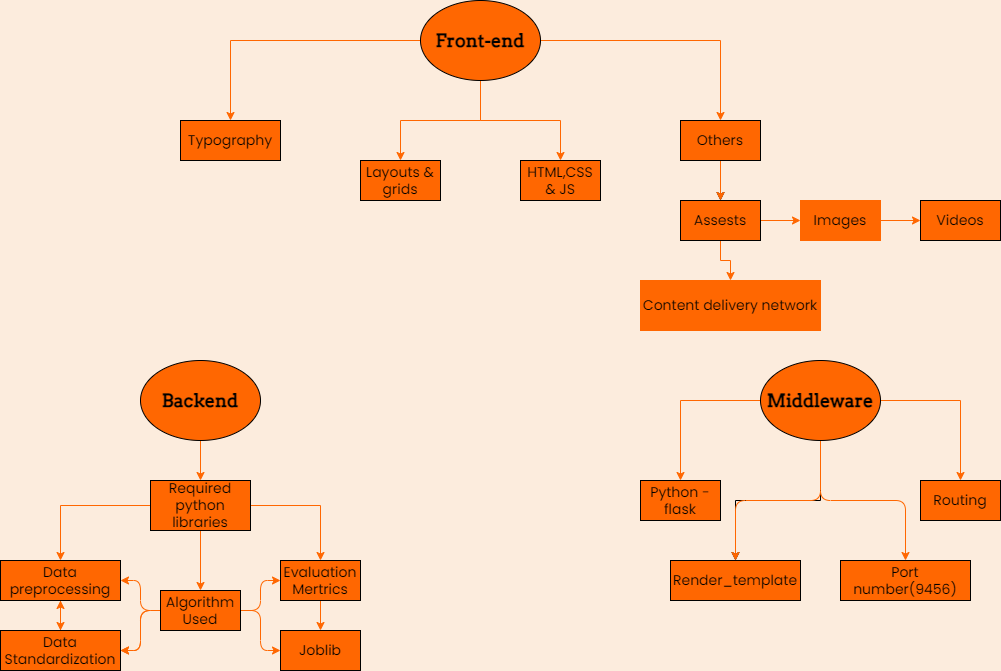 Front-end
Typography
Layouts &
grids
HTML,CSS
& JS
Others
Assests
Images
Videos
Content delivery network
Backend
Required
python
libraries
Data
preprocessing
Algorithm
Used
Evaluation
Mertrics
Data
Standardization
Joblib
Middleware
Python -
flask
Routing
Render_template
Port
number(9456)